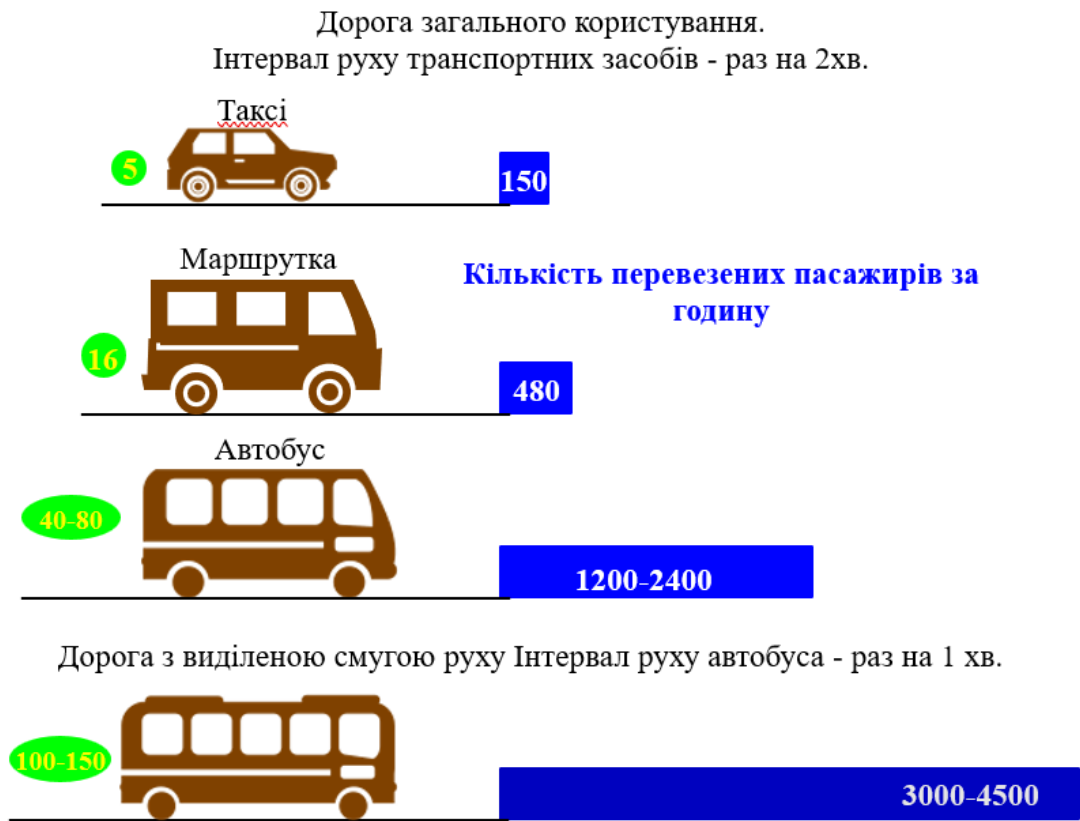 Дорога загального користування.
Інтервал руху транспортних засобів - раз на 2хв.
Таксі
5
150
Маршрутка
Кількість перевезених пасажирів за
годину
16
480
Автобус
40-80
1200-2400
Дорога з виділеною смугою руху Інтервал руху автобуса - раз на 1 хв.
100-150
3000-4500